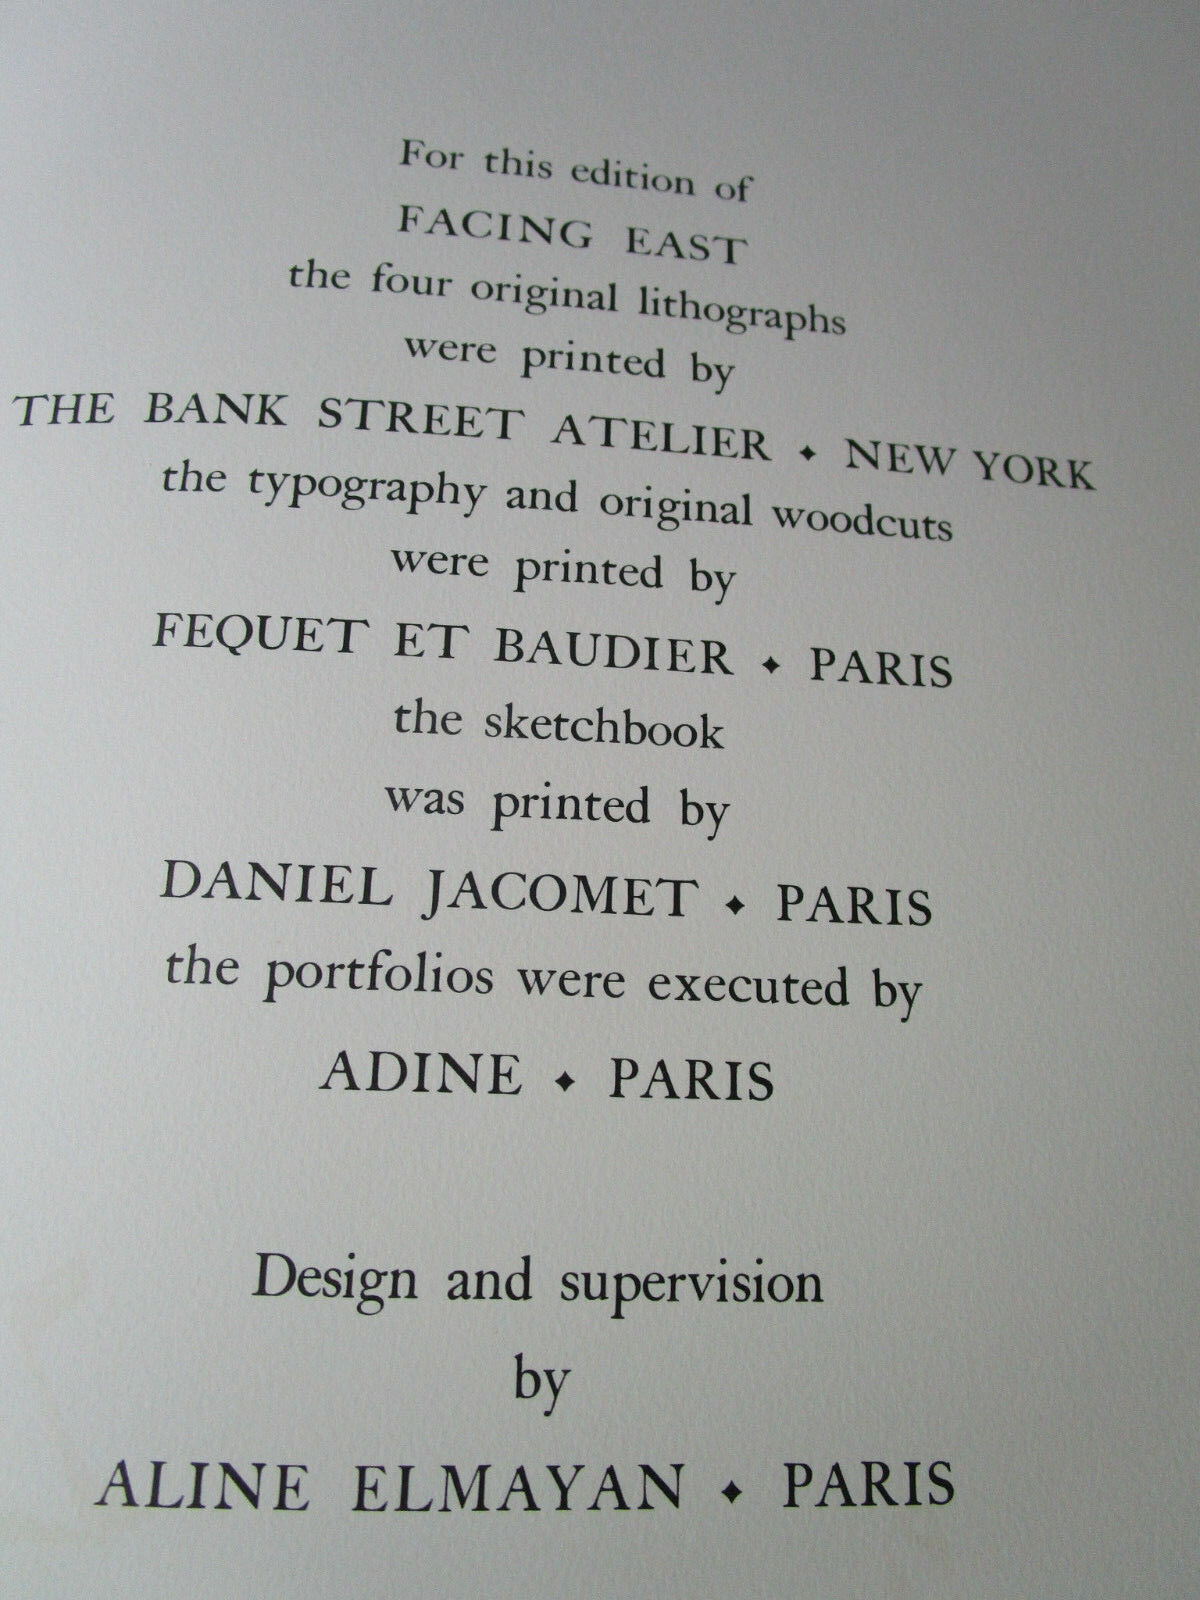 For this edition of
FACING EAST
the four original lithographs
were printed by
THE BANK STREET ATELIER ✦ NEW YORK
the typography and original woodcuts
were printed by
FEQUET ET BAUDIER ✦ PARIS
the sketchbook
was printed by
DANIEL JACOMET ✦ PARIS
the portfolios were executed by
ADINE ✦ PARIS
Design and supervision
by
ALINE ELMAYAN ✦ PARIS